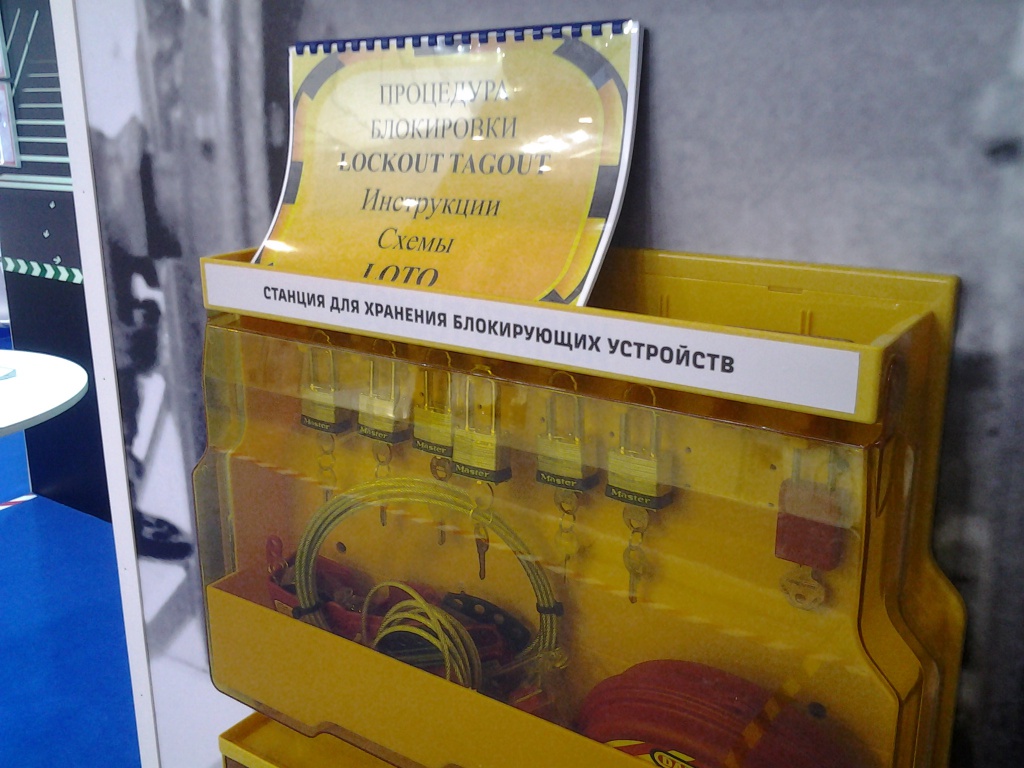 ПРОЦЕДУРА
БЛОКИРОВКИ
LOCKOUT TAGOUT
Инструкции
Схемы
LOTO
СТАНЦИЯ ДЛЯ ХРАНЕНИЯ БЛОКИРУЮЩИХ УСТРОЙСТВ
Master
Master
Master
Master
Master
Master